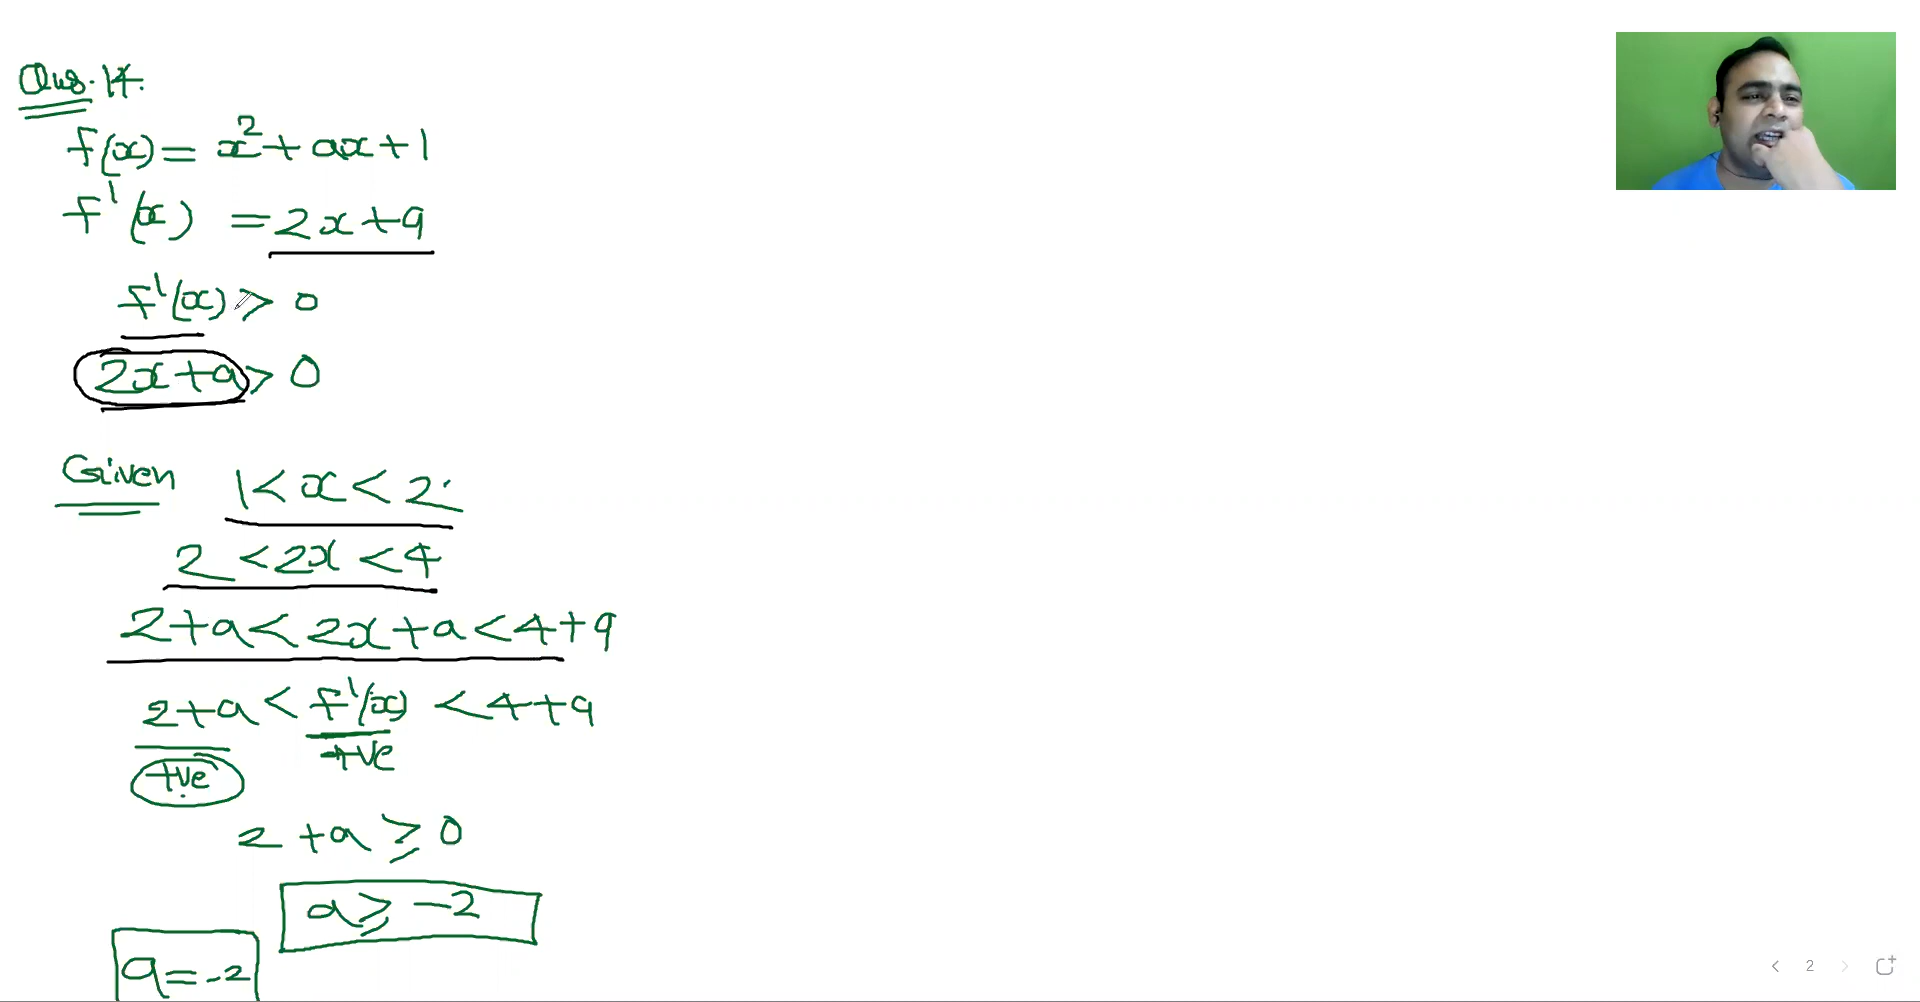 Ques.14.
f(x) = x² + ax + 1
f'(x) = 2x + a
f'(x) > 0
2x + a > 0
Given 1 < x < 2
2 < 2x < 4
2 + a < 2x + a < 4 + a
2 + a < f'(x) < 4 + a
+ve +ve
2 + a ≥ 0
a ≥ -2
a = -2
2